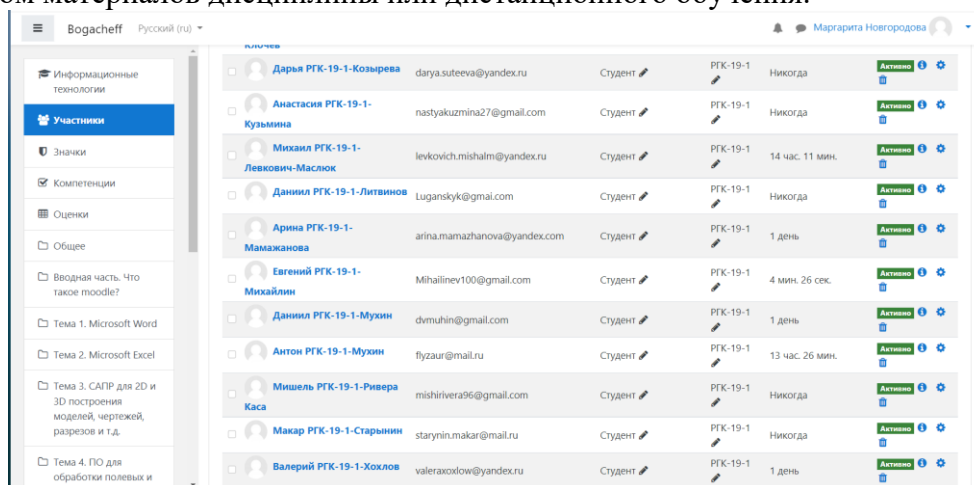 ом материалов дисциплины или дистанционного обучения.
Bogacheff Русский (ru)
Маргарита Новгородова
Информационные
технологии
Участники
Значки
Компетенции
Оценки
Общее
Вводная часть. Что
такое moodle?
Тема 1. Microsoft Word
Тема 2. Microsoft Excel
Тема 3. САПР для 2D и
3D построения
моделей, чертежей,
разрезов и т.д.
Тема 4. ПО для
обработки полевых и
Клочев
Дарья РГК-19-1-Козырева darya.suteeva@yandex.ru Студент РГК-19-1 Никогда Активно
Анастасия РГК-19-1-
Кузьмина nastyakuzmina27@gmail.com Студент РГК-19-1 Никогда Активно
Михаил РГК-19-1-
Левкович-Маслюк levkovich.mishalm@yandex.ru Студент РГК-19-1 14 час. 11 мин. Активно
Даниил РГК-19-1-Литвинов Luganskyk@gmai.com Студент РГК-19-1 Никогда Активно
Арина РГК-19-1-
Мамажанова arina.mamazhanova@yandex.com Студент РГК-19-1 1 день Активно
Евгений РГК-19-1-
Михайлин Mihailinev100@gmail.com Студент РГК-19-1 4 мин. 26 сек. Активно
Даниил РГК-19-1-Мухин dvmuhin@gmail.com Студент РГК-19-1 1 день Активно
Антон РГК-19-1-Мухин flyzaur@mail.ru Студент РГК-19-1 13 час. 26 мин. Активно
Мишель РГК-19-1-Ривера
Каса mishirivera96@gmail.com Студент РГК-19-1 Никогда Активно
Макар РГК-19-1-Старынин starynin.makar@mail.ru Студент РГК-19-1 Никогда Активно
Валерий РГК-19-1-Хохлов valeraxoxlow@yandex.ru Студент РГК-19-1 1 день Активно